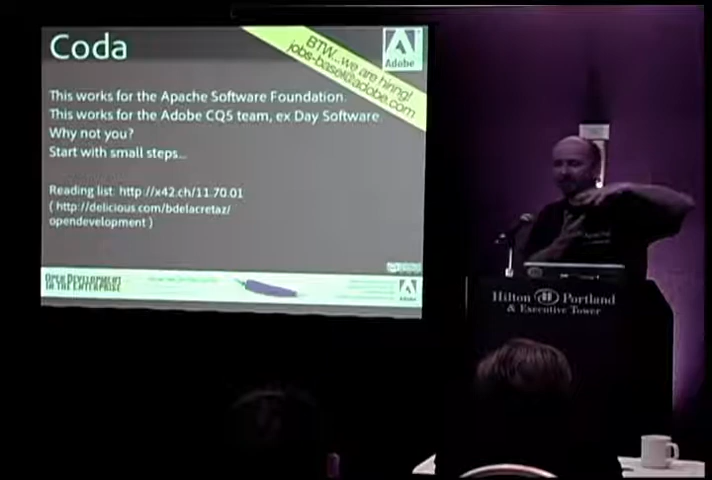 Coda
BTW...we are hiring!
jobs-basel@adobe.com
Adobe
This works for the Apache Software Foundation.
This works for the Adobe CQ5 team, ex Day Software.
Why not you?
Start with small steps...
Reading list: http://x42.ch/11.70.01
( http://delicious.com/bdelacretaz/
opendevelopment )
OPEN DEVELOPMENT
IN THE ENTERPRISE
Adobe
Hilton Portland
& Executive Tower